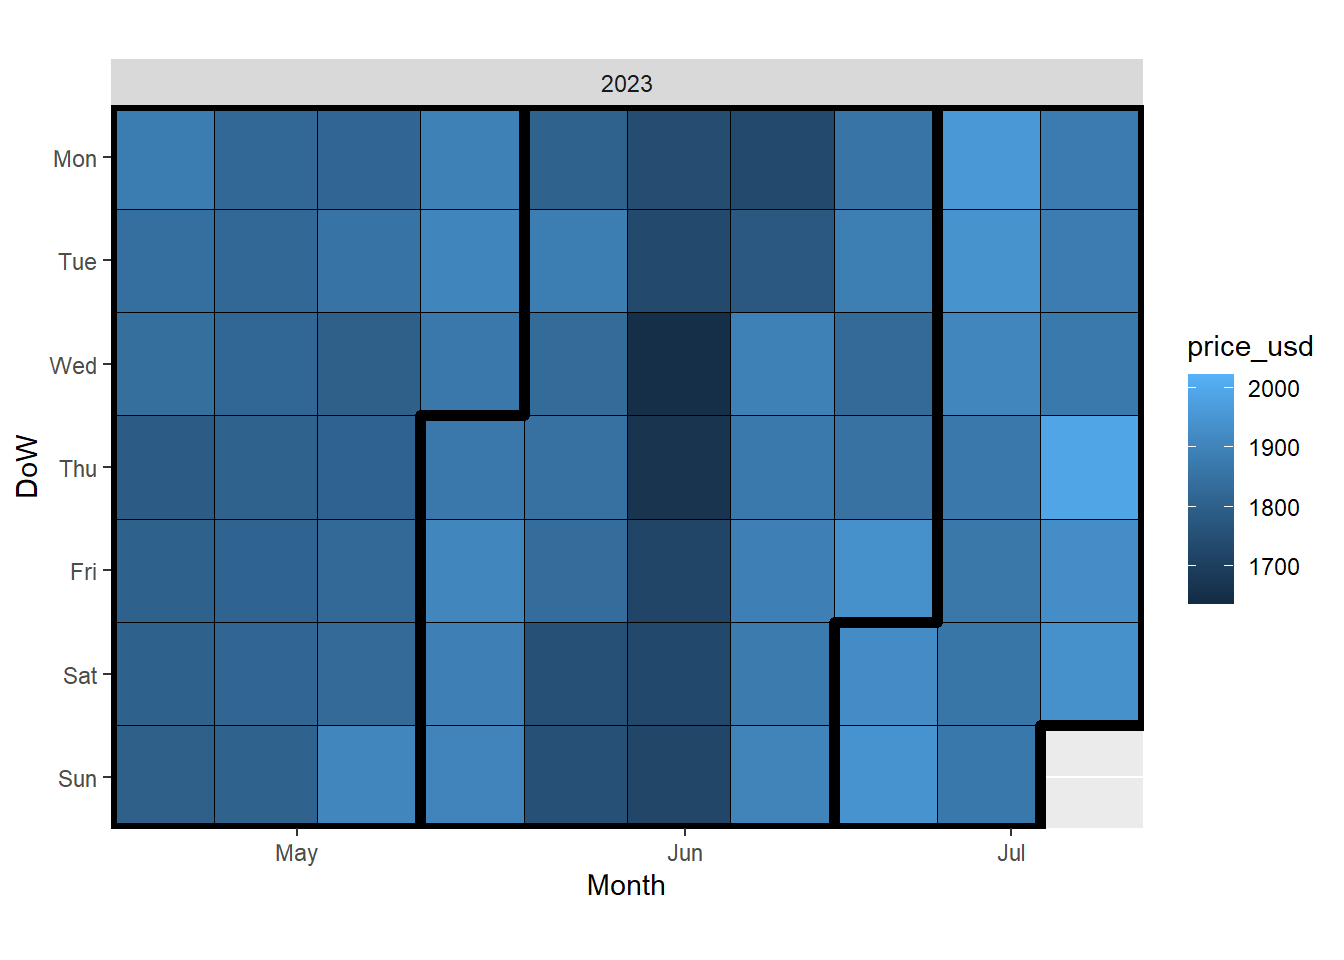 2023
Mon
Tue
Wed
Thu
Fri
Sat
Sun
DoW
May Jun Jul
Month
price_usd
2000
1900
1800
1700